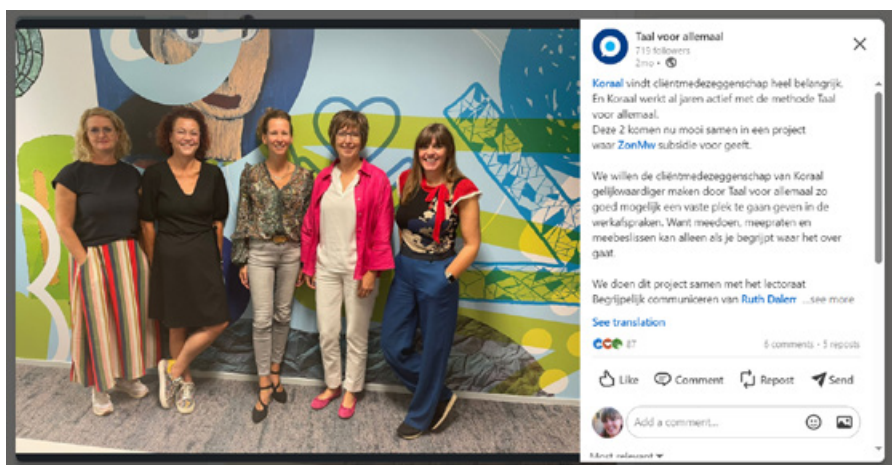 Taal voor allemaal
719 followers
2mo •
Koraal vindt cliëntmedezeggenschap heel belangrijk.
En Koraal werkt al jaren actief met de methode Taal
voor allemaal.
Deze 2 komen nu mooi samen in een project
waar ZonMw subsidie voor geeft.
We willen de cliëntmedezeggenschap van Koraal
gelijkwaardiger maken door Taal voor allemaal zo
goed mogelijk een vaste plek te gaan geven in de
werkafspraken. Want meedoen, meepraten en
meebeslissen kan alleen als je begrijpt waar het over
gaat.
We doen dit project samen met het lectoraat
Begrijpelijk communiceren van Ruth Dalem ...see more
See translation
87 6 comments • 5 reposts
Like Comment Repost Send
Add a comment...
Most relevant